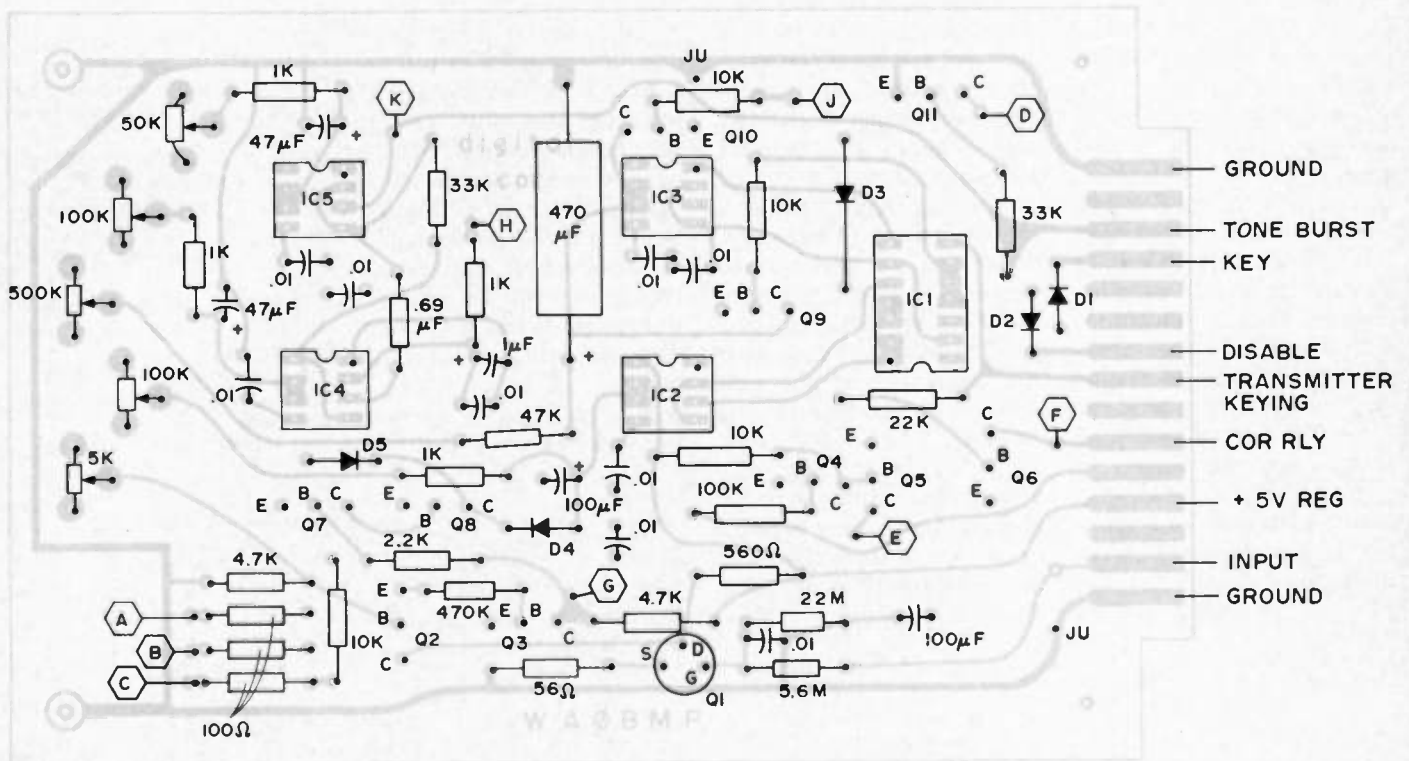 JU
1K
10K
E B C
K
J
50K
C
Q11
D
47µF
+
B E Q10
digital
GROUND
IC5
33K
IC3
D3
cor
10K
33K
100K
470
µF
TONE BURST
H
1K
KEY
.01
.01
.01
.01
1K
IC1
D1
500K
.69
µF
47µF
+
E B C
Q9
D2
1µF
+
+
DISABLE
100K
IC4
IC2
TRANSMITTER
KEYING
.01
.01
22K
F
47K
C
COR RLY
E
D5
10K
5K
1K
B
+
.01
Q4
B
Q5
B
Q6
E
100µF
100K
E
+ 5V REG
E B C
Q7
E B
Q8
C
C
C
.01
D4
E
2.2K
560Ω
4.7K
INPUT
G
E
470K
4.7K
22M
GROUND
A
B
Q2
E B
Q3
C
100µF
JU
10K
.01
B
C
S D
G
Q1
C
56Ω
5.6M
100Ω
WAØBMP